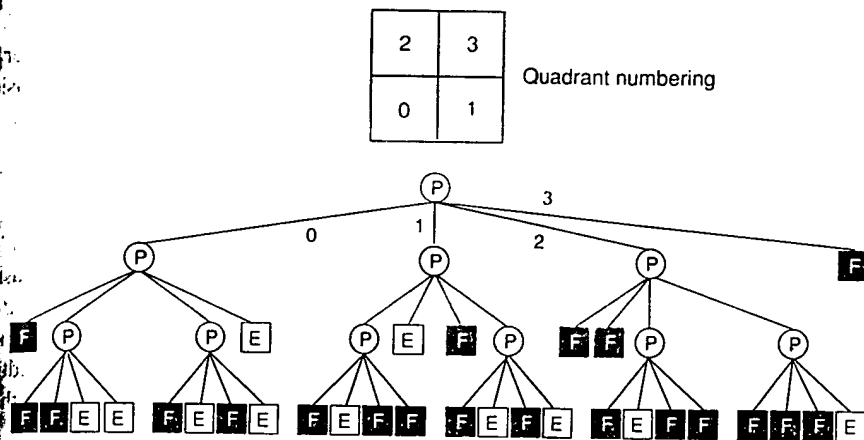 2 3
Quadrant numbering
0 1
P
3
0 1 2
P P P F
F P P E P E F P F F P P
F F E E F E F E F E F F F E F E F E F F F F F E